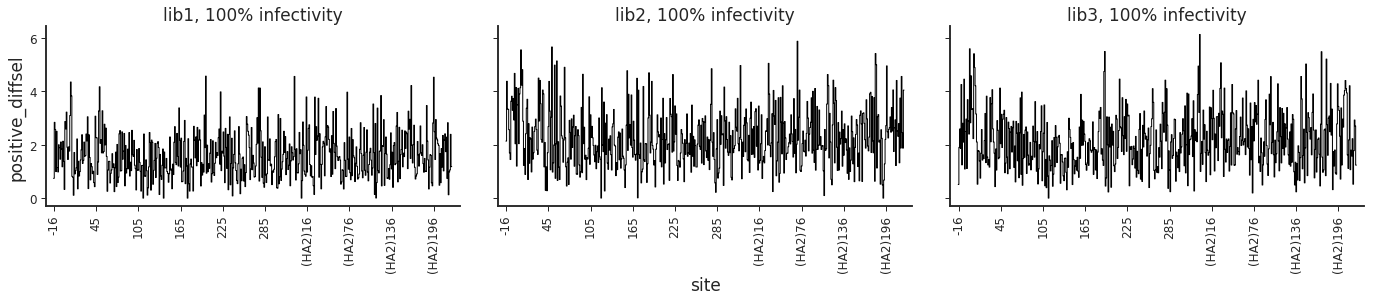 lib1, 100% infectivity
lib2, 100% infectivity
lib3, 100% infectivity
positive_diffsel
6
4
2
0
-16
45
105
165
225
285
(HA2)16
(HA2)76
(HA2)136
(HA2)196
-16
45
105
165
225
285
(HA2)16
(HA2)76
(HA2)136
(HA2)196
-16
45
105
165
225
285
(HA2)16
(HA2)76
(HA2)136
(HA2)196
site